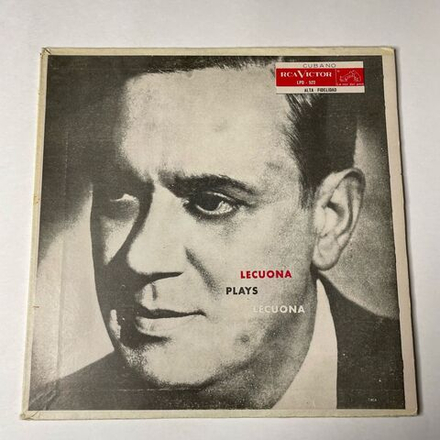 CUBANO
RCA VICTOR
ALTA FIDELIDAD
LECUONA
PLAYS
LECUONA